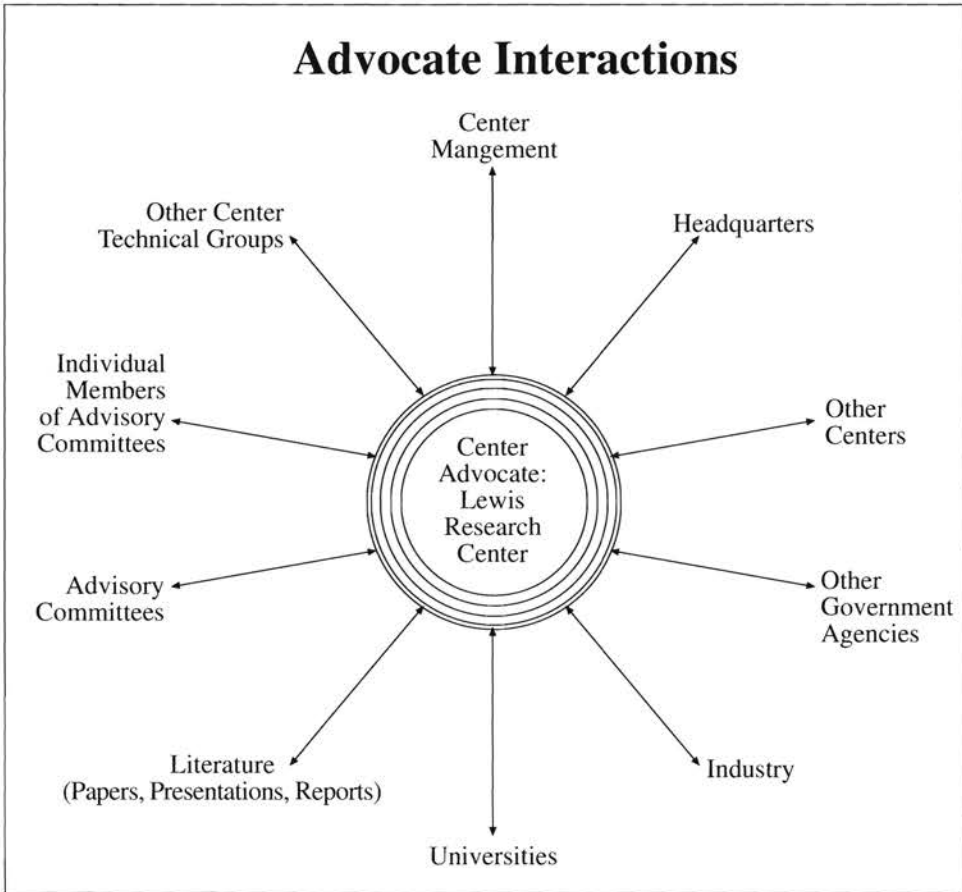 Advocate Interactions
Center
Mangement
Other Center
Technical Groups
Headquarters
Individual
Members
of Advisory
Committees
Other
Centers
Center
Advocate:
Lewis
Research
Center
Advisory
Committees
Other
Government
Agencies
Literature
(Papers, Presentations, Reports)
Industry
Universities